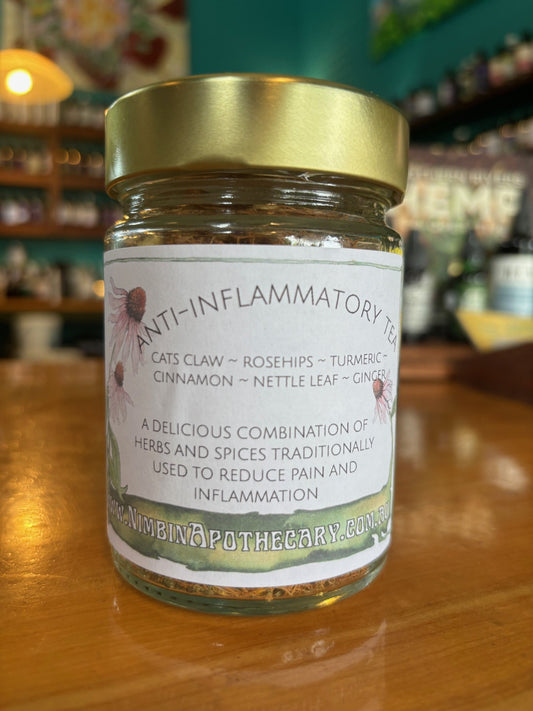 ANTI-INFLAMMATORY TEA
CATS CLAW ~ ROSEHIPS ~ TURMERIC ~
CINNAMON ~ NETTLE LEAF ~ GINGER
A DELICIOUS COMBINATION OF
HERBS AND SPICES TRADITIONALLY
USED TO REDUCE PAIN AND
INFLAMMATION
WWW.NIMBINAPOTHECARY.COM.AU
HEMP